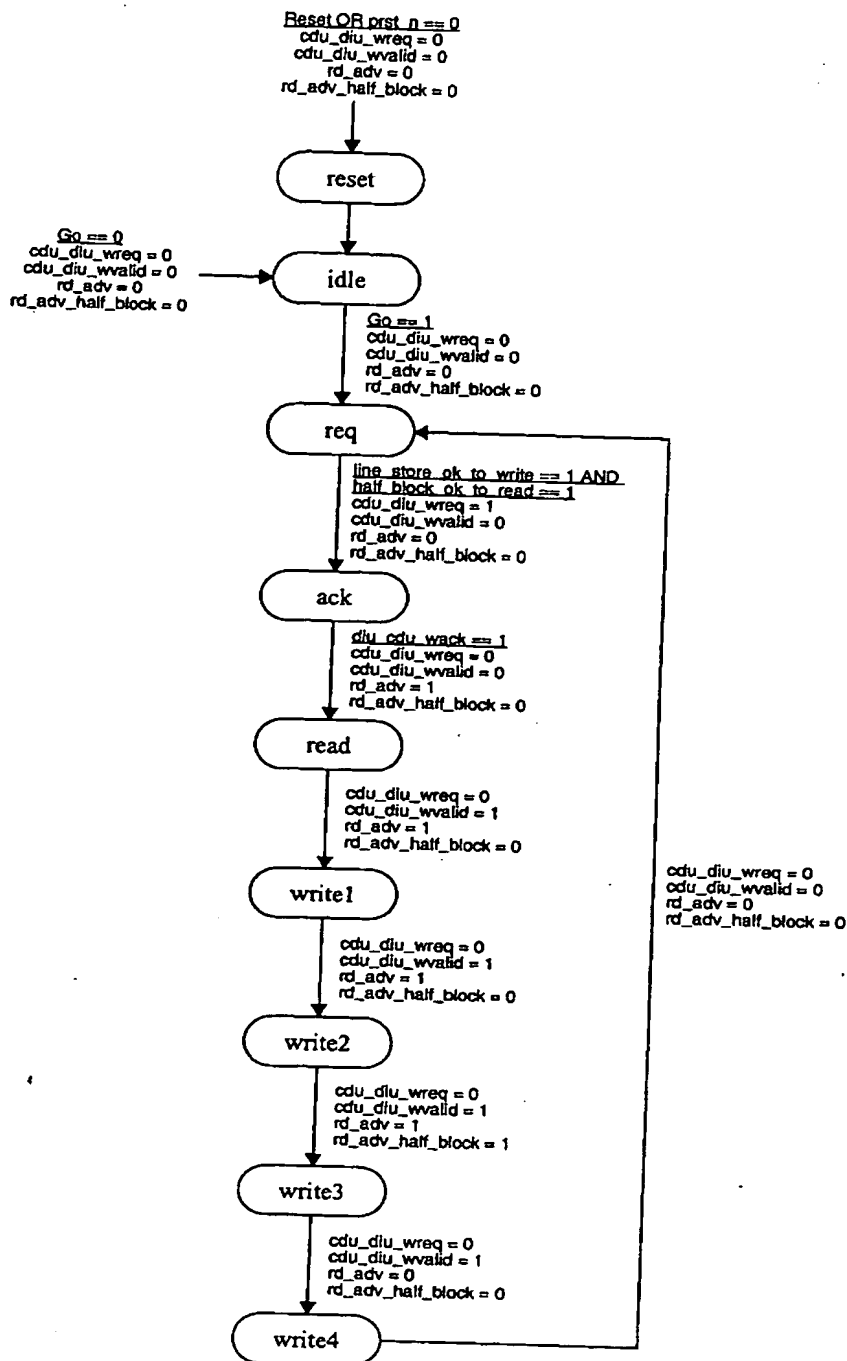 Reset OR prst_n == 0
cdu_diu_wreq = 0
cdu_diu_wvalid = 0
rd_adv = 0
rd_adv_half_block = 0
reset
Go == 0
cdu_diu_wreq = 0
cdu_diu_wvalid = 0
rd_adv = 0
rd_adv_half_block = 0
idle
Go == 1
cdu_diu_wreq = 0
cdu_diu_wvalid = 0
rd_adv = 0
rd_adv_half_block = 0
req
line_store_ok_to_write == 1 AND
half_block_ok_to_read == 1
cdu_diu_wreq = 1
cdu_diu_wvalid = 0
rd_adv = 0
rd_adv_half_block = 0
ack
diu_cdu_wack == 1
cdu_diu_wreq = 0
cdu_diu_wvalid = 0
rd_adv = 1
rd_adv_half_block = 0
read
cdu_diu_wreq = 0
cdu_diu_wvalid = 1
rd_adv = 1
rd_adv_half_block = 0
cdu_diu_wreq = 0
cdu_diu_wvalid = 0
rd_adv = 0
rd_adv_half_block = 0
write1
cdu_diu_wreq = 0
cdu_diu_wvalid = 1
rd_adv = 1
rd_adv_half_block = 0
write2
cdu_diu_wreq = 0
cdu_diu_wvalid = 1
rd_adv = 1
rd_adv_half_block = 1
write3
cdu_diu_wreq = 0
cdu_diu_wvalid = 1
rd_adv = 0
rd_adv_half_block = 0
write4